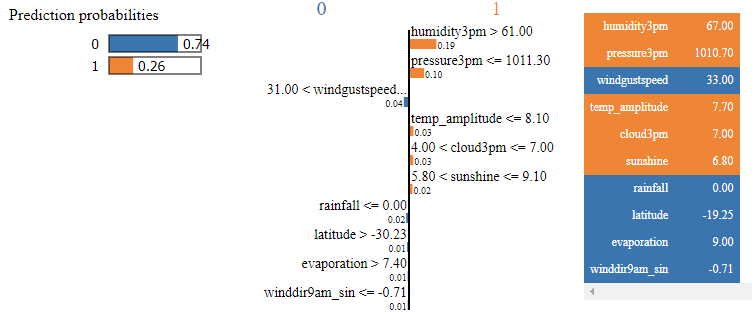 Prediction probabilities
0 0.74
1 0.26
0 1
humidity3pm > 61.00
0.19
pressure3pm <= 1011.30
0.10
31.00 < windgustspeed...
0.04
temp_amplitude <= 8.10
0.03
4.00 < cloud3pm <= 7.00
0.03
5.80 < sunshine <= 9.10
0.02
rainfall <= 0.00
0.02
latitude > -30.23
0.01
evaporation > 7.40
0.01
winddir9am_sin <= -0.71
0.01
humidity3pm 67.00
pressure3pm 1010.70
windgustspeed 33.00
temp_amplitude 7.70
cloud3pm 7.00
sunshine 6.80
rainfall 0.00
latitude -19.25
evaporation 9.00
winddir9am_sin -0.71